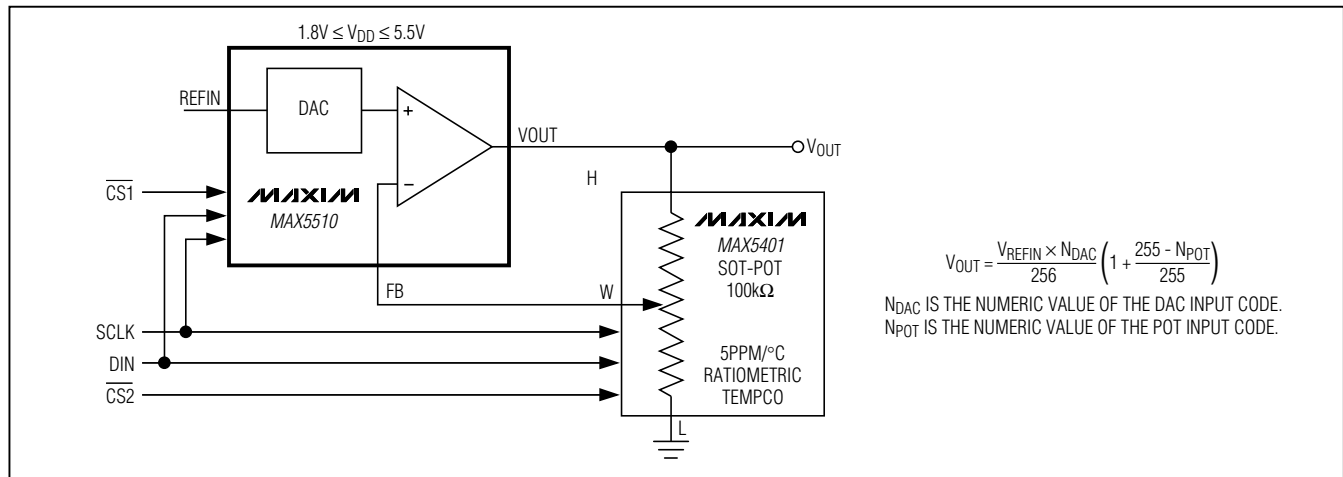 1.8V ≤ VDD ≤ 5.5V
REFIN
DAC
+
−
VOUT
VOUT
H
CS1
MAXIM
MAX5510
MAXIM
MAX5401
SOT-POT
100kΩ
FB
W
SCLK
DIN
CS2
5PPM/°C
RATIOMETRIC
TEMPCO
L
VOUT = VREFIN × NDAC / 256 (1 + 255 - NPOT / 255)
NDAC IS THE NUMERIC VALUE OF THE DAC INPUT CODE.
NPOT IS THE NUMERIC VALUE OF THE POT INPUT CODE.